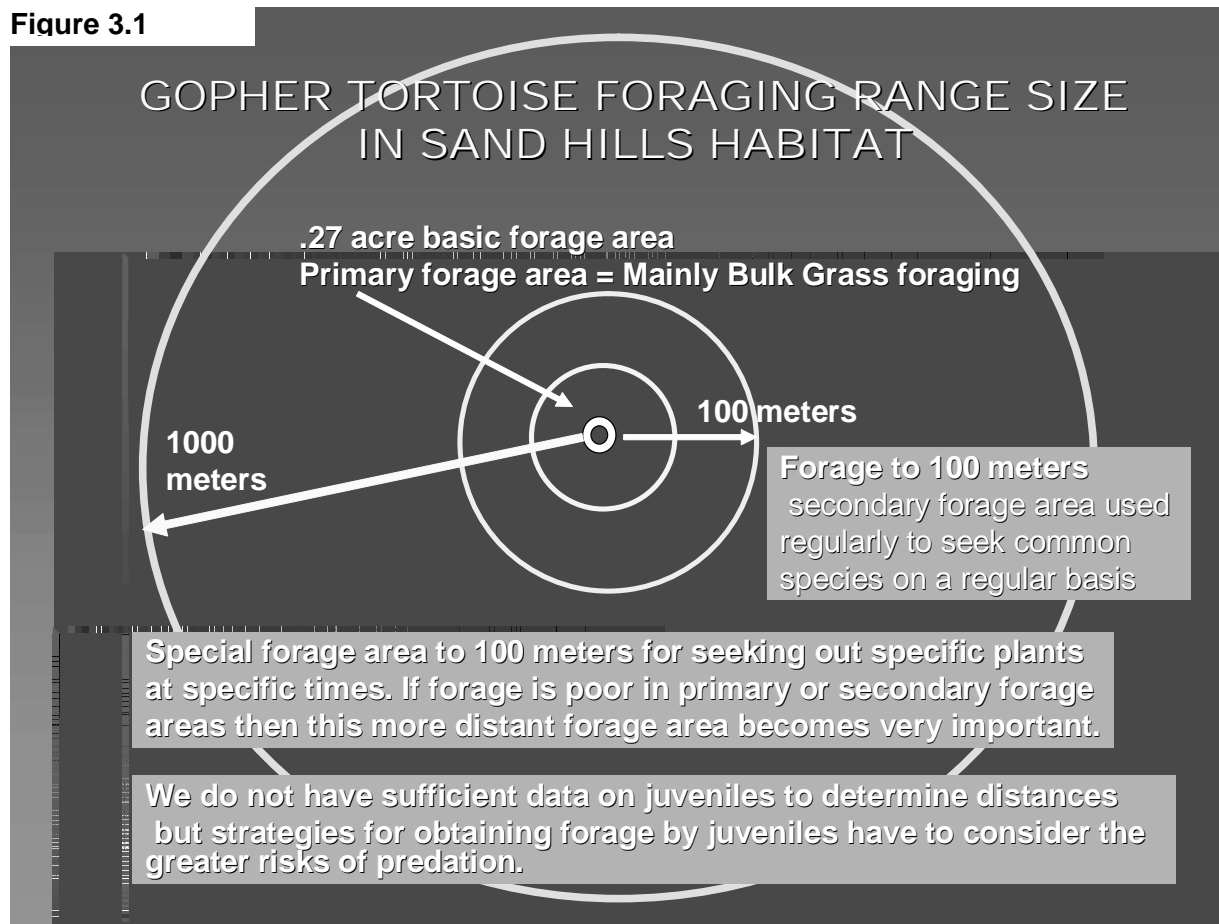 Figure 3.1
GOPHER TORTOISE FORAGING RANGE SIZE
IN SAND HILLS HABITAT
.27 acre basic forage area
Primary forage area = Mainly Bulk Grass foraging
100 meters
1000
meters
Forage to 100 meters
secondary forage area used
regularly to seek common
species on a regular basis
Special forage area to 100 meters for seeking out specific plants
at specific times. If forage is poor in primary or secondary forage
areas then this more distant forage area becomes very important.
We do not have sufficient data on juveniles to determine distances
but strategies for obtaining forage by juveniles have to consider the
greater risks of predation.